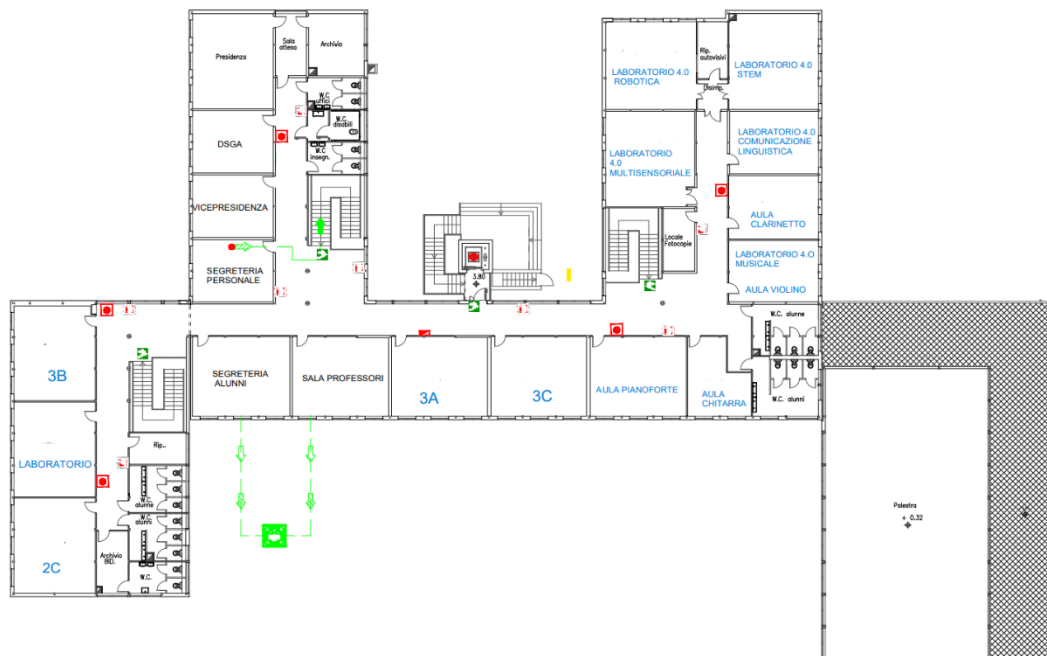 Presidenza
Sala
attesa
Archivio
W.C.
uffici
W.C.
disabili
W.C
insegn.
DSGA
VICEPRESIDENZA
SEGRETERIA
PERSONALE
LABORATORIO 4.0
ROBOTICA
Rip.
autovisivi
LABORATORIO 4.0
STEM
Disimp.
LABORATORIO
4.0
MULTISENSORIALE
LABORATORIO 4.0
COMUNICAZIONE
LINGUISTICA
AULA
CLARINETTO
Locale
Fotocopie
LABORATORIO 4.O
MUSICALE
AULA VIOLINO
3.80
3B
SEGRETERIA
ALUNNI
SALA PROFESSORI
3A
3C
AULA PIANOFORTE
AULA
CHITARRA
W.C. alunne
W.C. alunni
LABORATORIO
Rip.
W.C.
alunne
W.C.
alunni
2C
Archivio
BID.
W.C.
Palestra
+ 0.32